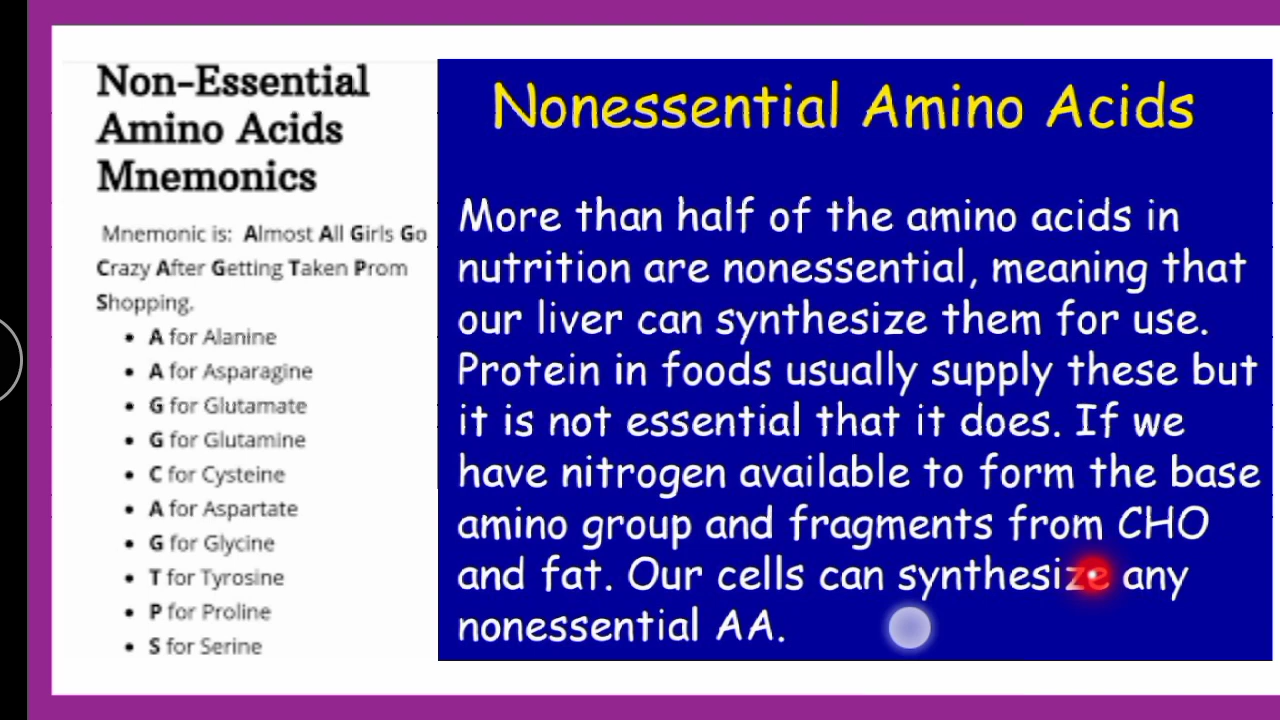 Non-Essential
Amino Acids
Mnemonics
Mnemonic is: Almost All Girls Go
Crazy After Getting Taken Prom
Shopping.
• A for Alanine
• A for Asparagine
• G for Glutamate
• G for Glutamine
• C for Cysteine
• A for Aspartate
• G for Glycine
• T for Tyrosine
• P for Proline
• S for Serine
Nonessential Amino Acids
More than half of the amino acids in
nutrition are nonessential, meaning that
our liver can synthesize them for use.
Protein in foods usually supply these but
it is not essential that it does. If we
have nitrogen available to form the base
amino group and fragments from CHO
and fat. Our cells can synthesize any
nonessential AA.